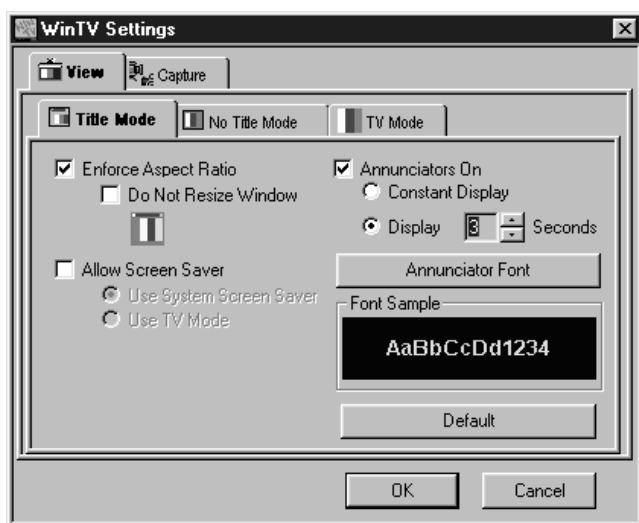 WinTV Settings
View
Capture
Title Mode
No Title Mode
TV Mode
Enforce Aspect Ratio
Do Not Resize Window
Allow Screen Saver
Use System Screen Saver
Use TV Mode
Annunciators On
Constant Display
Display 3 Seconds
Annunciator Font
Font Sample
AaBbCcDd1234
Default
OK
Cancel